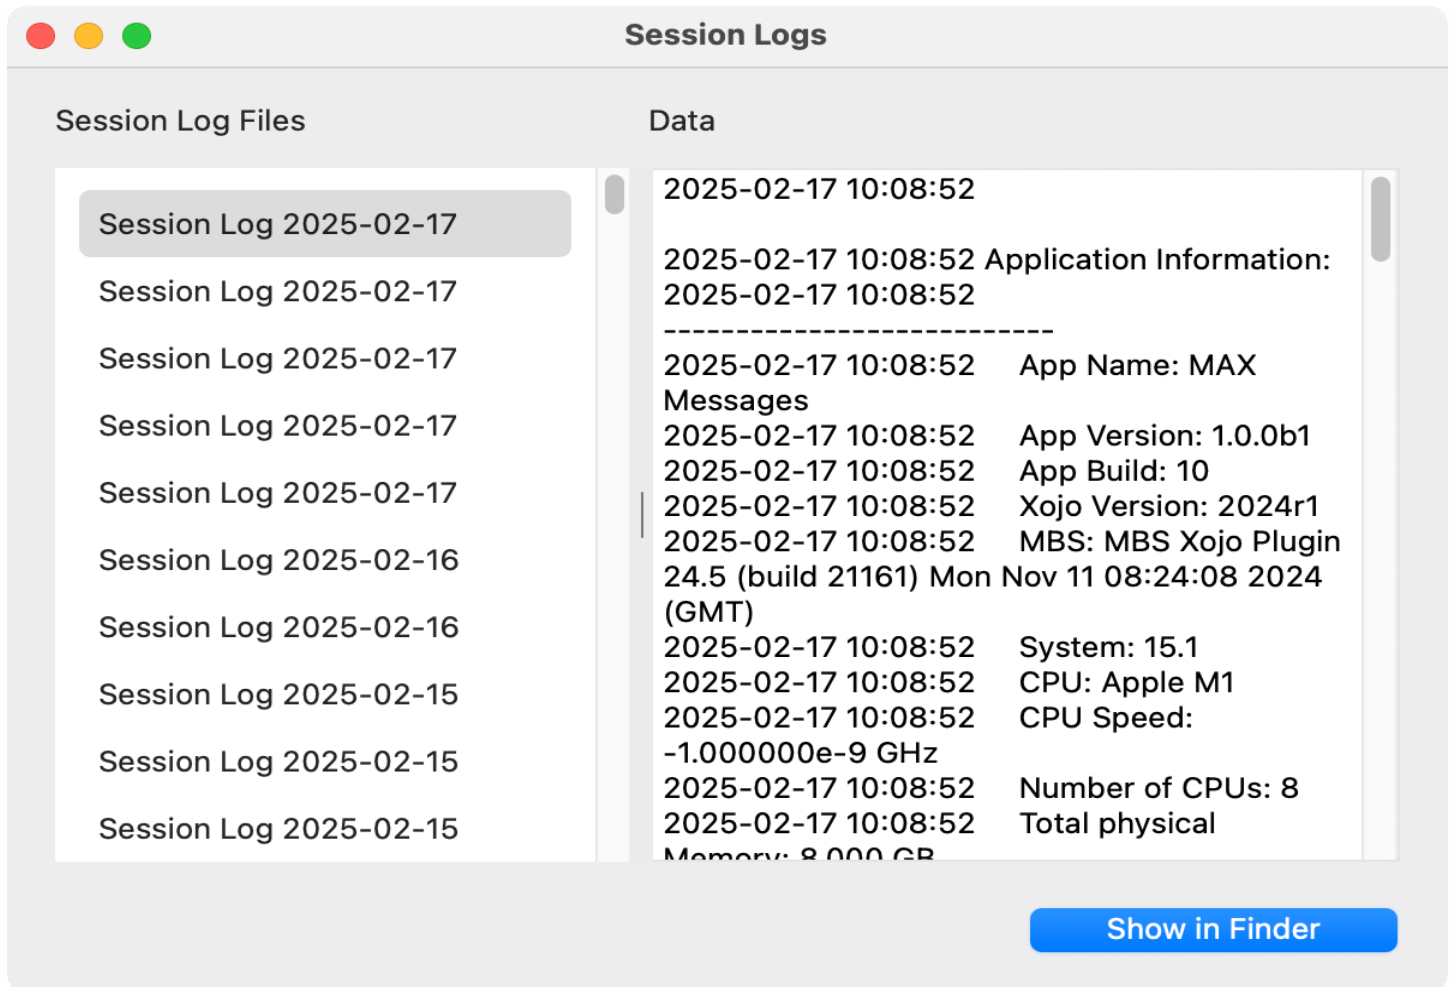 Session Logs
Session Log Files
Session Log 2025-02-17
Session Log 2025-02-17
Session Log 2025-02-17
Session Log 2025-02-17
Session Log 2025-02-17
Session Log 2025-02-16
Session Log 2025-02-16
Session Log 2025-02-15
Session Log 2025-02-15
Session Log 2025-02-15
Data
2025-02-17 10:08:52
2025-02-17 10:08:52 Application Information:
2025-02-17 10:08:52
---------------------------
2025-02-17 10:08:52 App Name: MAX
Messages
2025-02-17 10:08:52 App Version: 1.0.0b1
2025-02-17 10:08:52 App Build: 10
2025-02-17 10:08:52 Xojo Version: 2024r1
2025-02-17 10:08:52 MBS: MBS Xojo Plugin
24.5 (build 21161) Mon Nov 11 08:24:08 2024
(GMT)
2025-02-17 10:08:52 System: 15.1
2025-02-17 10:08:52 CPU: Apple M1
2025-02-17 10:08:52 CPU Speed:
-1.000000e-9 GHz
2025-02-17 10:08:52 Number of CPUs: 8
2025-02-17 10:08:52 Total physical
Memory: 8.000 GB
Show in Finder